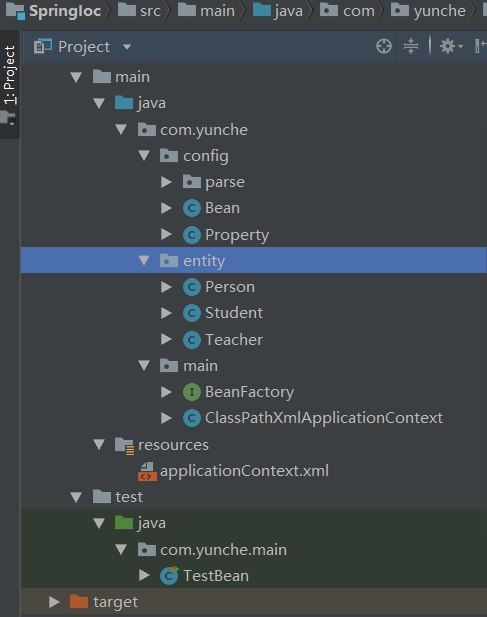 SpringIoc src main java com yunche
1: Project
Project
main
java
com.yunche
config
parse
Bean
Property
entity
Person
Student
Teacher
main
BeanFactory
ClassPathXmlApplicationContext
resources
applicationContext.xml
test
java
com.yunche.main
TestBean
target